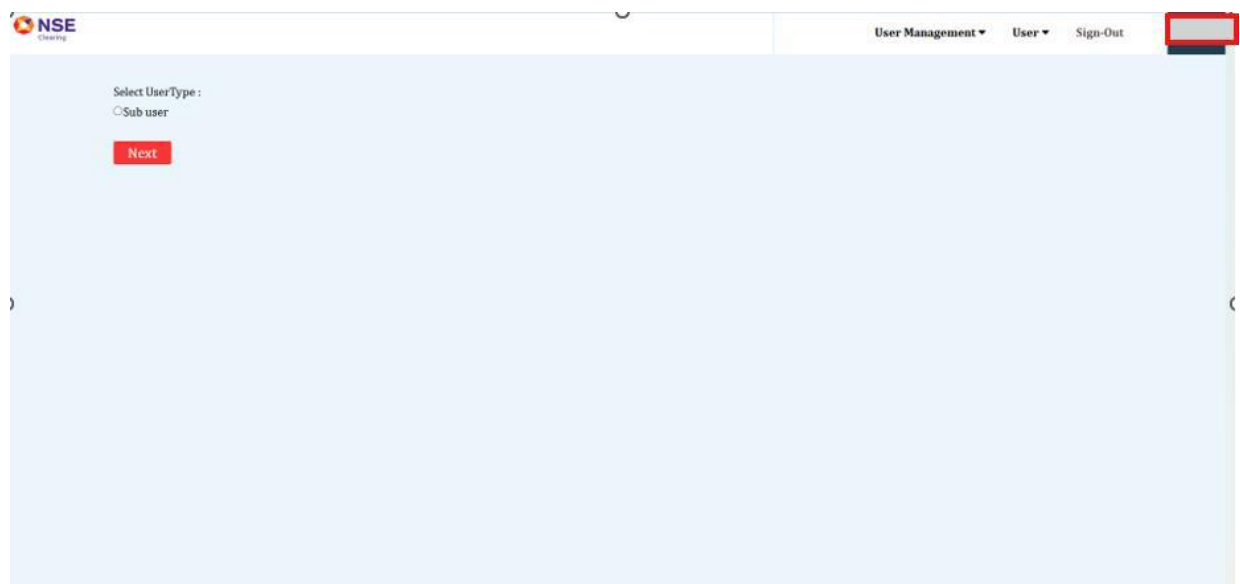 NSE
Clearing
User Management User Sign-Out
Select UserType :
Sub user
Next